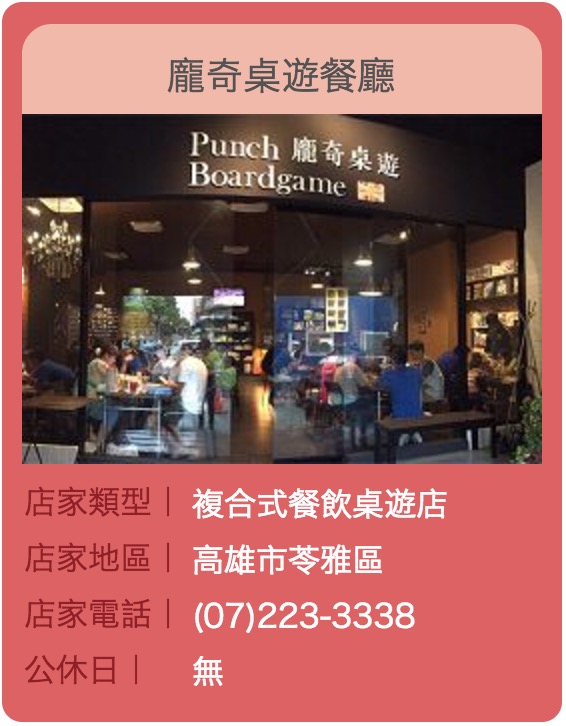 龐奇桌遊餐廳
Punch 龐奇桌遊
Boardgame
店家類型｜ 複合式餐飲桌遊店
店家地區｜ 高雄市苓雅區
店家電話｜ (07)223-3338
公休日｜ 無